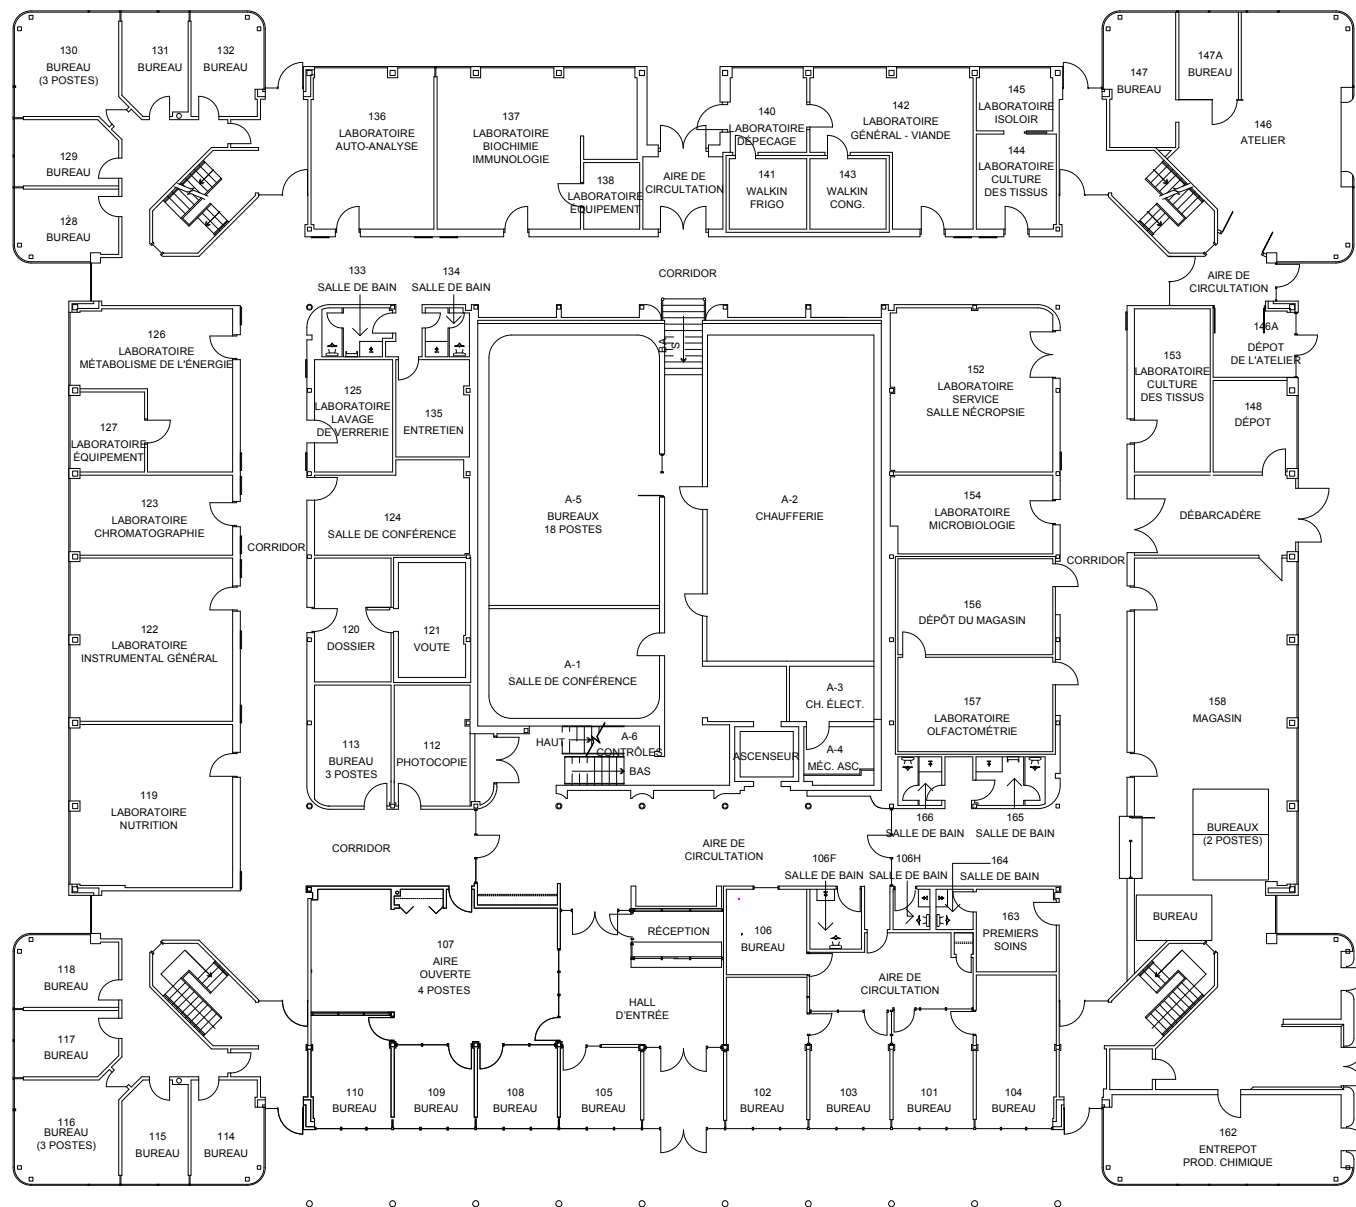 130
BUREAU
(3 POSTES)
131
BUREAU
132
BUREAU
129
BUREAU
128
BUREAU
136
LABORATOIRE
AUTO-ANALYSE
137
LABORATOIRE
BIOCHIMIE
IMMUNOLOGIE
138
LABORATOIRE
ÉQUIPEMENT
AIRE DE
CIRCULTATION
140
LABORATOIRE
DÉPECAGE
141
WALKIN
FRIGO
143
WALKIN
CONG.
142
LABORATOIRE
GÉNÉRAL - VIANDE
145
LABORATOIRE
ISOLOIR
144
LABORATOIRE
CULTURE
DES TISSUS
147
BUREAU
147A
BUREAU
146
ATELIER
133
SALLE DE BAIN
134
SALLE DE BAIN
CORRIDOR
AIRE DE
CIRCULTATION
126
LABORATOIRE
MÉTABOLISME DE L'ÉNERGIE
127
LABORATOIRE
ÉQUIPEMENT
125
LABORATOIRE
LAVAGE
DE VERRERIE
135
ENTRETIEN
152
LABORATOIRE
SERVICE
SALLE NÉCROPSIE
153
LABORATOIRE
CULTURE
DES TISSUS
146A
DÉPOT
DE L'ATELIER
148
DÉPOT
123
LABORATOIRE
CHROMATOGRAPHIE
CORRIDOR
124
SALLE DE CONFÉRENCE
A-5
BUREAUX
18 POSTES
A-2
CHAUFFERIE
154
LABORATOIRE
MICROBIOLOGIE
CORRIDOR
DÉBARCADÈRE
122
LABORATOIRE
INSTRUMENTAL GÉNÉRAL
120
DOSSIER
121
VOUTE
A-1
SALLE DE CONFÉRENCE
156
DÉPÔT DU MAGASIN
A-3
CH. ÉLECT.
157
LABORATOIRE
OLFACTOMÉTRIE
158
MAGASIN
119
LABORATOIRE
NUTRITION
113
BUREAU
3 POSTES
112
PHOTOCOPIE
HAUT
A-6
CONTRÔLES
BAS
ASCENSEUR
A-4
MÉC. ASC.
166
SALLE DE BAIN
165
SALLE DE BAIN
BUREAUX
(2 POSTES)
CORRIDOR
AIRE DE
CIRCULTATION
106F
SALLE DE BAIN
106H
SALLE DE BAIN
164
SALLE DE BAIN
118
BUREAU
117
BUREAU
107
AIRE
OUVERTE
4 POSTES
RÉCEPTION
HALL
D'ENTRÉE
106
BUREAU
AIRE DE
CIRCULTATION
163
PREMIERS
SOINS
BUREAU
116
BUREAU
(3 POSTES)
115
BUREAU
114
BUREAU
110
BUREAU
109
BUREAU
108
BUREAU
105
BUREAU
102
BUREAU
103
BUREAU
101
BUREAU
104
BUREAU
162
ENTREPOT
PROD. CHIMIQUE